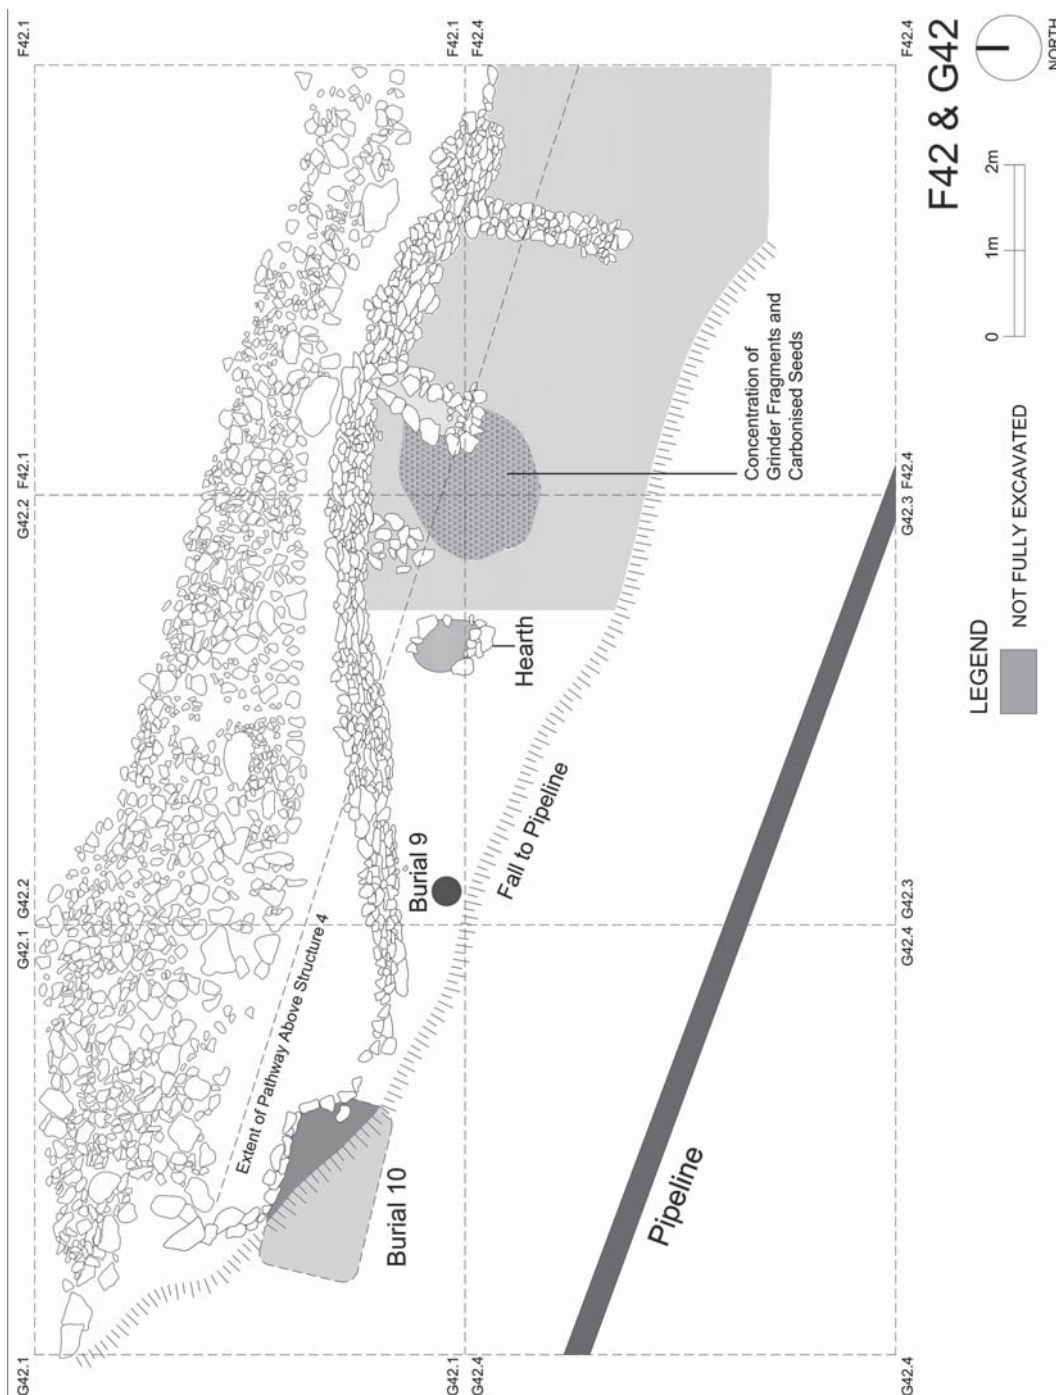 G42.1
G42.1
G42.2
G42.2
F42.1
F42.1
Extent of Pathway Above Structure 4
Burial 10
Burial 9
G42.1
G42.4
F42.1
F42.4
Fall to Pipeline
Hearth
Concentration of
Grinder Fragments and
Carbonised Seeds
Pipeline
G42.4
G42.4
G42.3
G42.3
F42.4
F42.4
F42 & G42
LEGEND
NOT FULLY EXCAVATED
0
1m
2m
NORTH